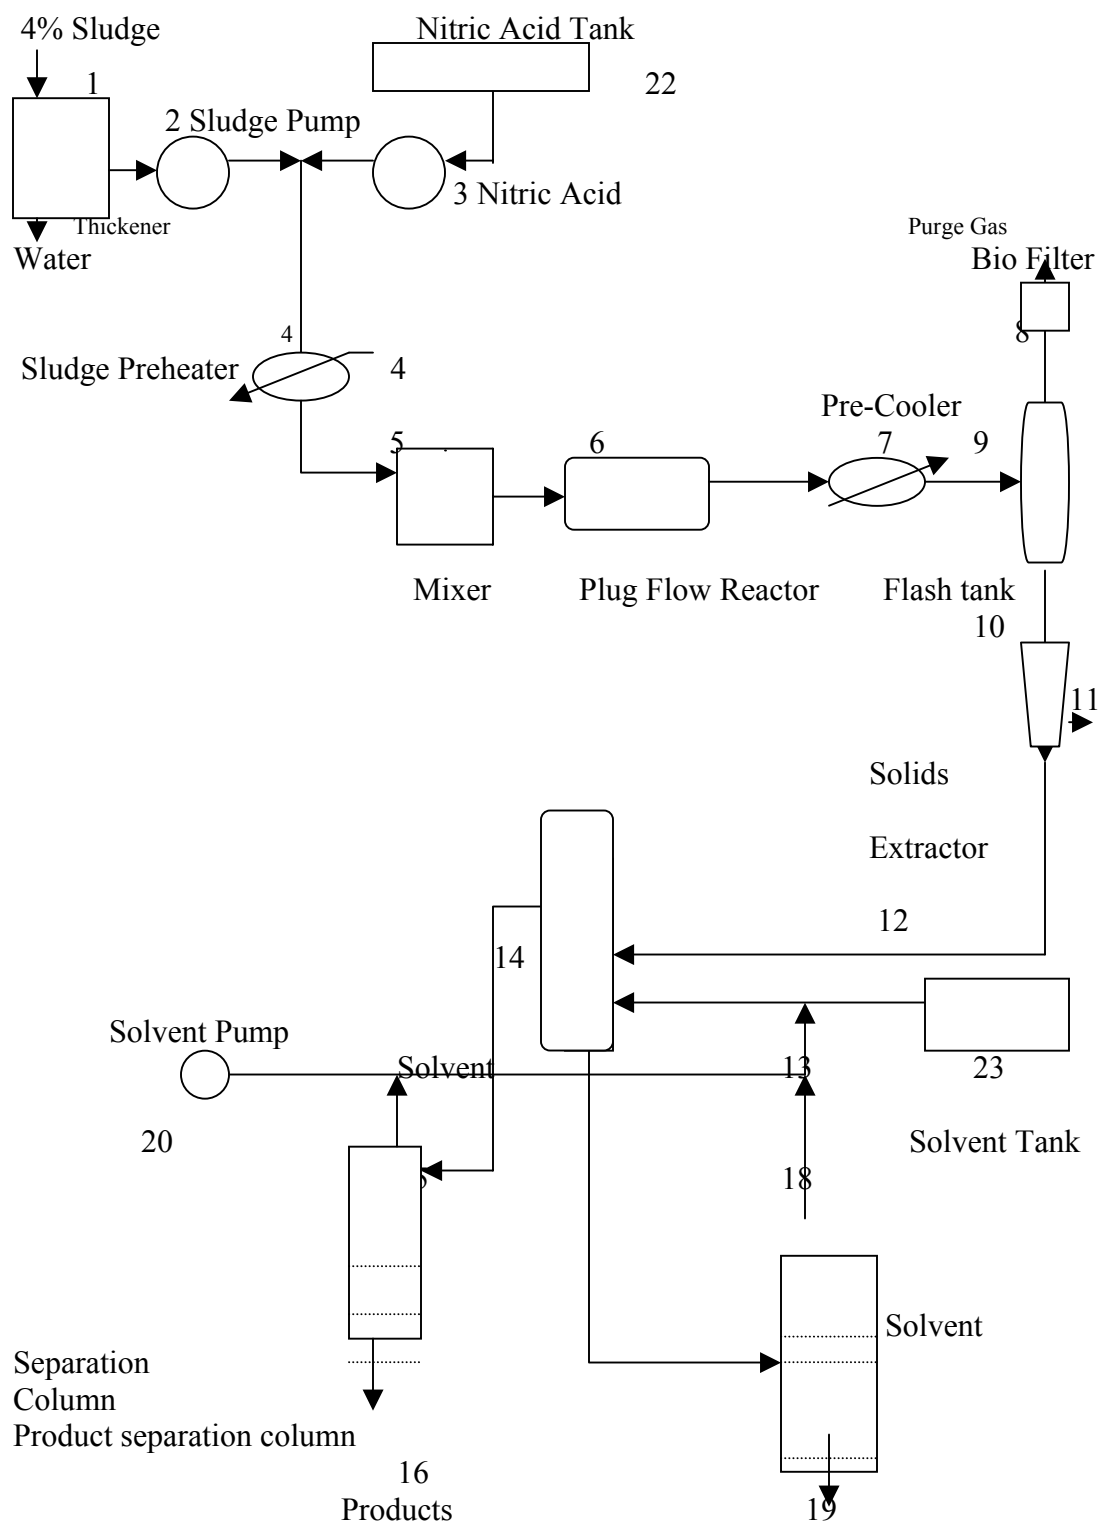 4% Sludge
Nitric Acid Tank
1
22
2 Sludge Pump
3 Nitric Acid
Thickener
Purge Gas
Water
Bio Filter
8
4
Sludge Preheater
4
Pre-Cooler
5
6
7
9
Mixer
Plug Flow Reactor
Flash tank
10
11
Solids
Extractor
12
14
Solvent Pump
Solvent
13
23
20
Solvent Tank
18
Solvent
Separation
Column
Product separation column
16
Products
19